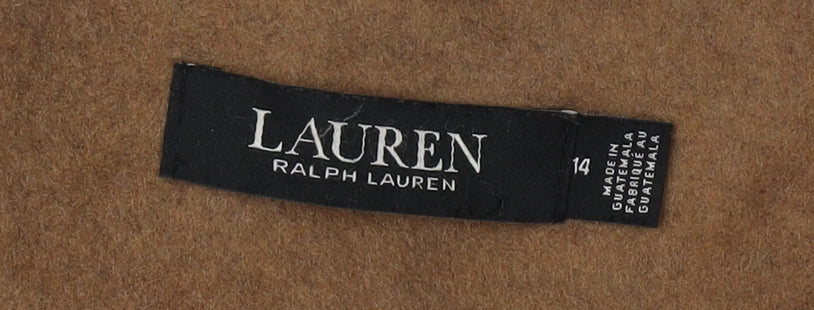 LAUREN
RALPH LAUREN
14
MADE IN
GUATEMALA
FABRIQUÉ AU
GUATEMALA